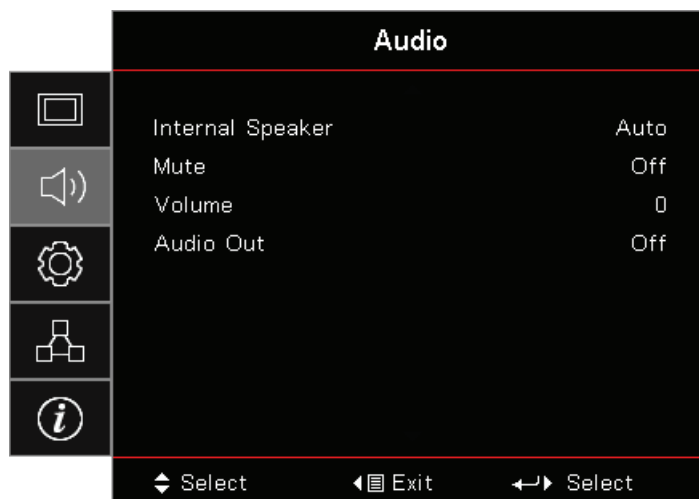 Audio
Internal Speaker Auto
Mute Off
Volume 0
Audio Out Off
Select Exit Select